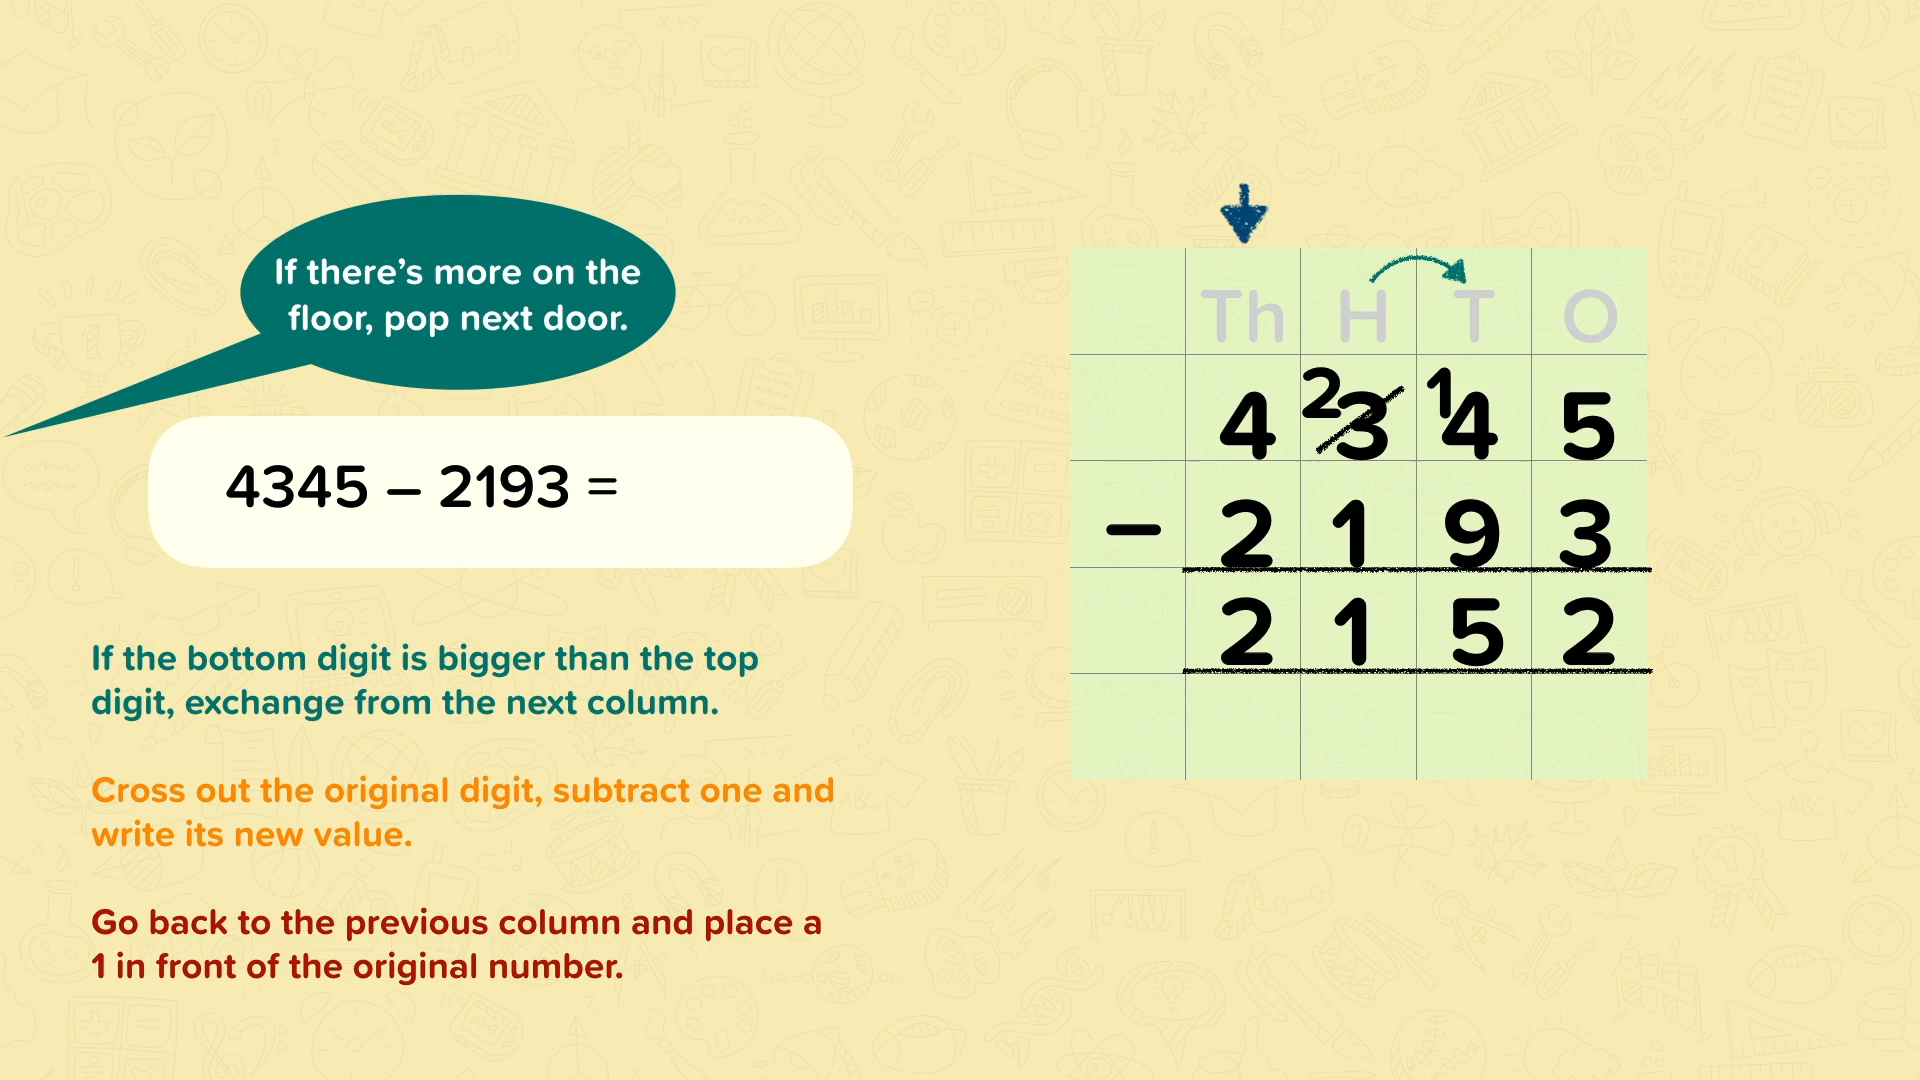 If there’s more on the
floor, pop next door.
4345 – 2193 =
If the bottom digit is bigger than the top
digit, exchange from the next column.
Cross out the original digit, subtract one and
write its new value.
Go back to the previous column and place a
1 in front of the original number.
Th H T O
4 2 3 1 4 5
– 2 1 9 3
2 1 5 2